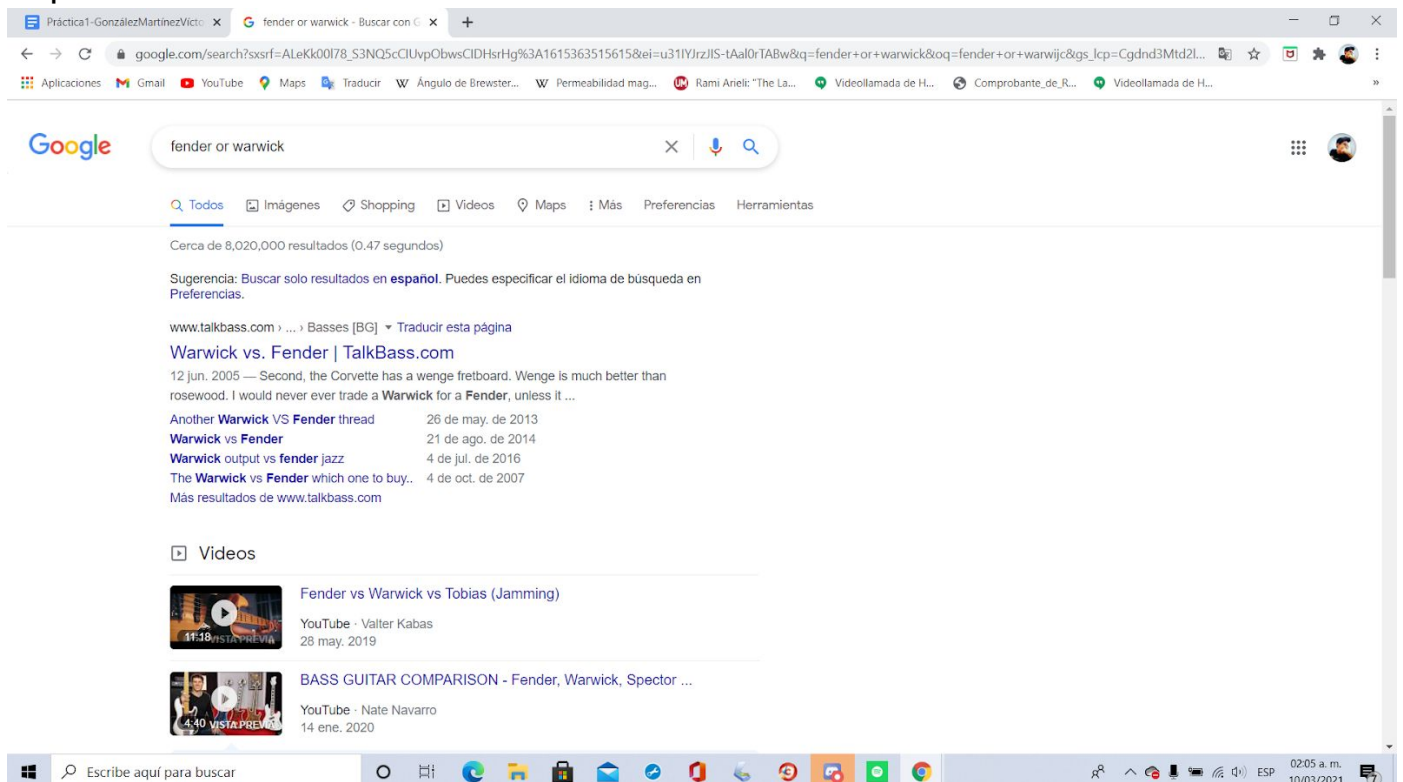 Práctica1-GonzálezMartínezVícto
fender or warwick - Buscar con G
google.com/search?sxsrf=ALeKk00l78_S3NQ5cClUvpObwsClDHsrHg%3A1615363515615&ei=u31lYJrzJIS-tAal0rTABw&q=fender+or+warwick&oq=fender+or+warwijc&gs_lcp=Cgdnd3Mtd2l...
Aplicaciones Gmail YouTube Maps Traducir Ángulo de Brewster... Permeabilidad mag... Rami Arieli: "The La... Videollamada de H... Comprobante_de_R... Videollamada de H...
Google
fender or warwick
Todos Imágenes Shopping Videos Maps Más Preferencias Herramientas
Cerca de 8,020,000 resultados (0.47 segundos)
Sugerencia: Buscar solo resultados en español. Puedes especificar el idioma de búsqueda en
Preferencias.
www.talkbass.com › ... › Basses [BG] Traducir esta página
Warwick vs. Fender | TalkBass.com
12 jun. 2005 — Second, the Corvette has a wenge fretboard. Wenge is much better than
rosewood. I would never ever trade a Warwick for a Fender, unless it ...
Another Warwick VS Fender thread 26 de may. de 2013
Warwick vs Fender 21 de ago. de 2014
Warwick output vs fender jazz 4 de jul. de 2016
The Warwick vs Fender which one to buy.. 4 de oct. de 2007
Más resultados de www.talkbass.com
Videos
Fender vs Warwick vs Tobias (Jamming)
YouTube · Valter Kabas
28 may. 2019
11:18 VISTA PREVIA
BASS GUITAR COMPARISON - Fender, Warwick, Spector ...
YouTube · Nate Navarro
14 ene. 2020
4:40 VISTA PREVIA
Escribe aquí para buscar
ESP
02:05 a. m.
10/03/2021